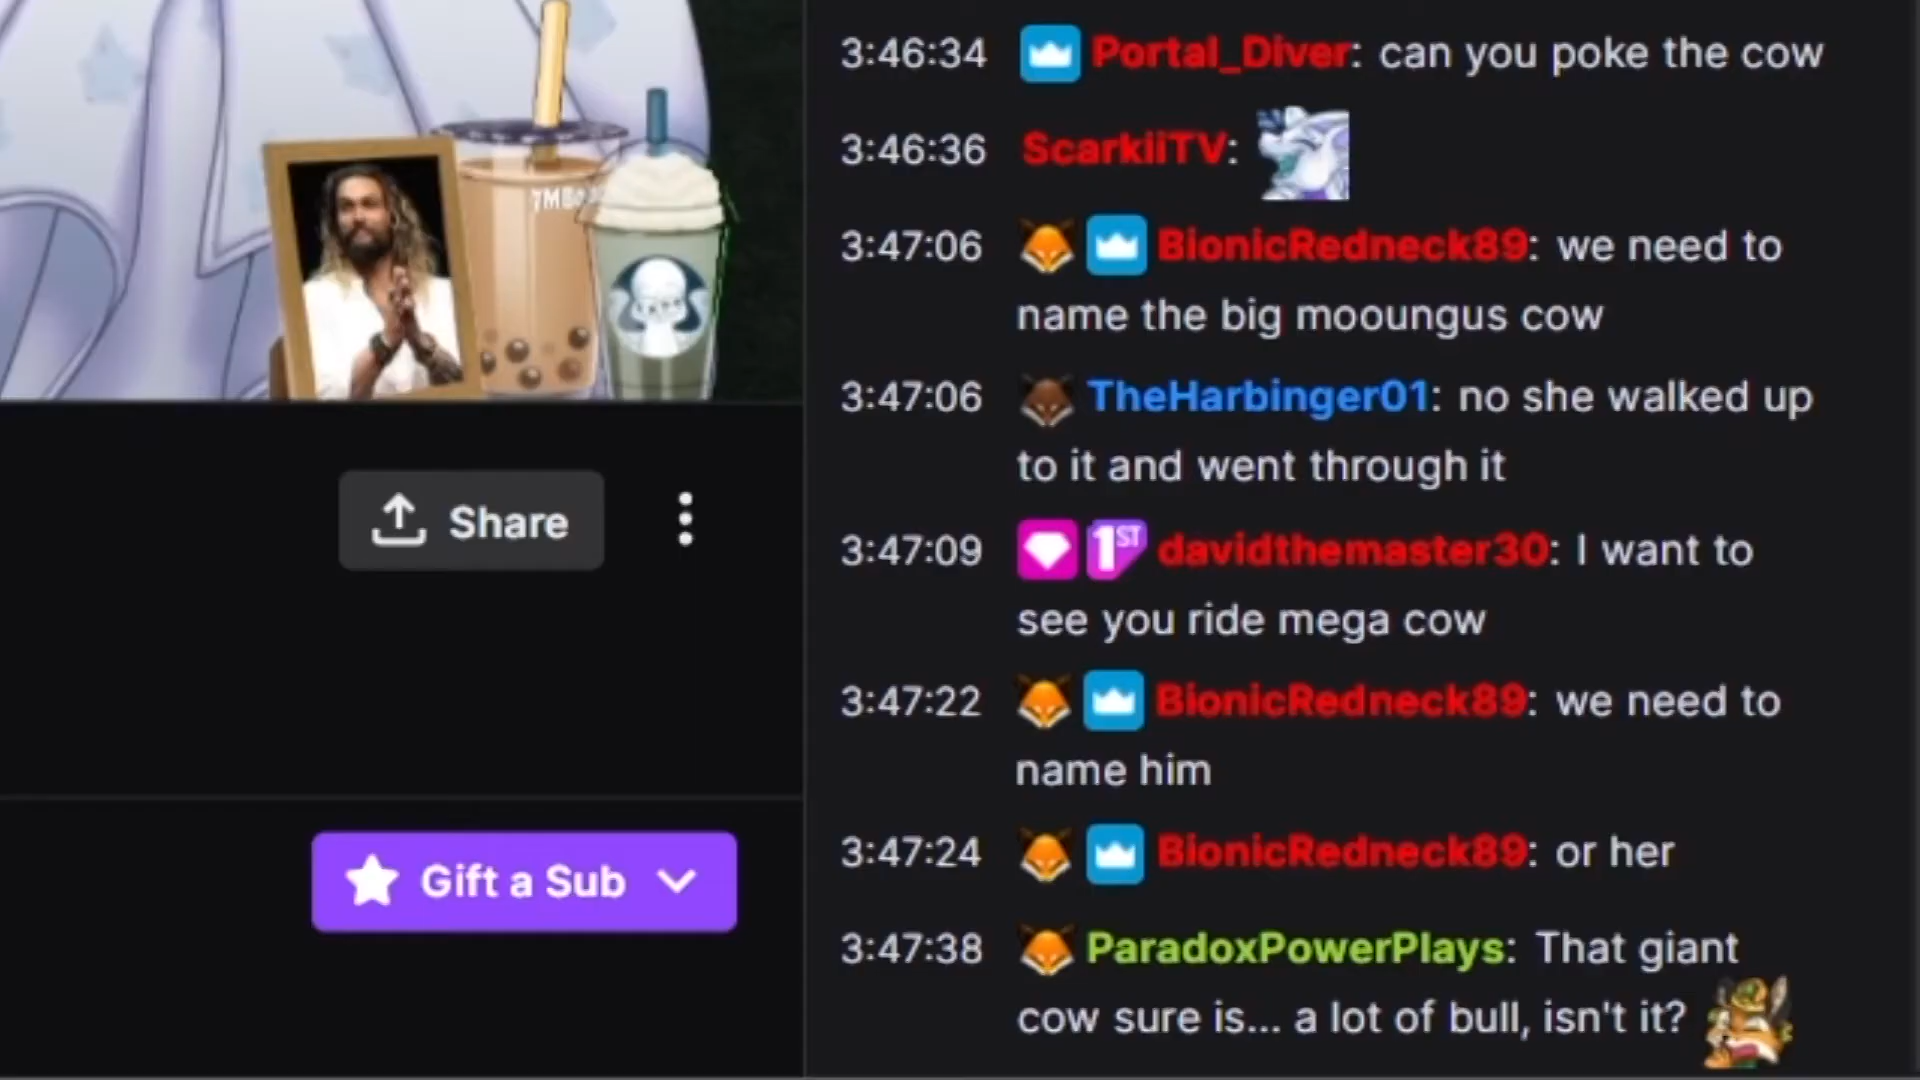 3:46:34 Portal_Diver: can you poke the cow
3:46:36 ScarkiiTV:
3:47:06 BionicRedneck89: we need to
name the big mooungus cow
3:47:06 TheHarbinger01: no she walked up
to it and went through it
3:47:09 1ST davidthemaster30: I want to
see you ride mega cow
3:47:22 BionicRedneck89: we need to
name him
3:47:24 BionicRedneck89: or her
3:47:38 ParadoxPowerPlays: That giant
cow sure is... a lot of bull, isn't it?
Share
Gift a Sub